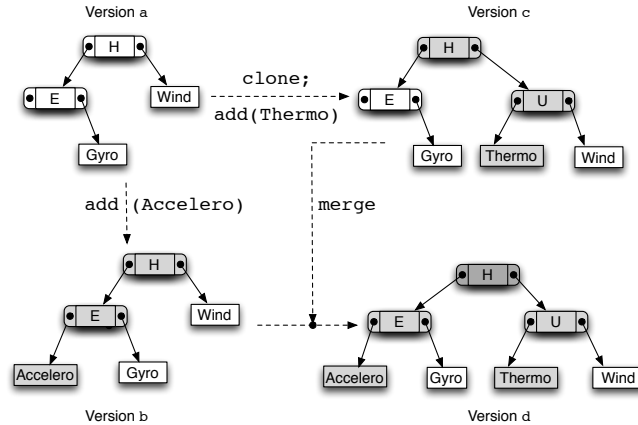 Version a
Version c
H
H
E
Wind
clone;
add(Thermo)
E
U
Gyro
Gyro
Thermo
Wind
add (Accelero)
merge
H
H
E
Wind
E
U
Accelero
Gyro
Accelero
Gyro
Thermo
Wind
Version b
Version d